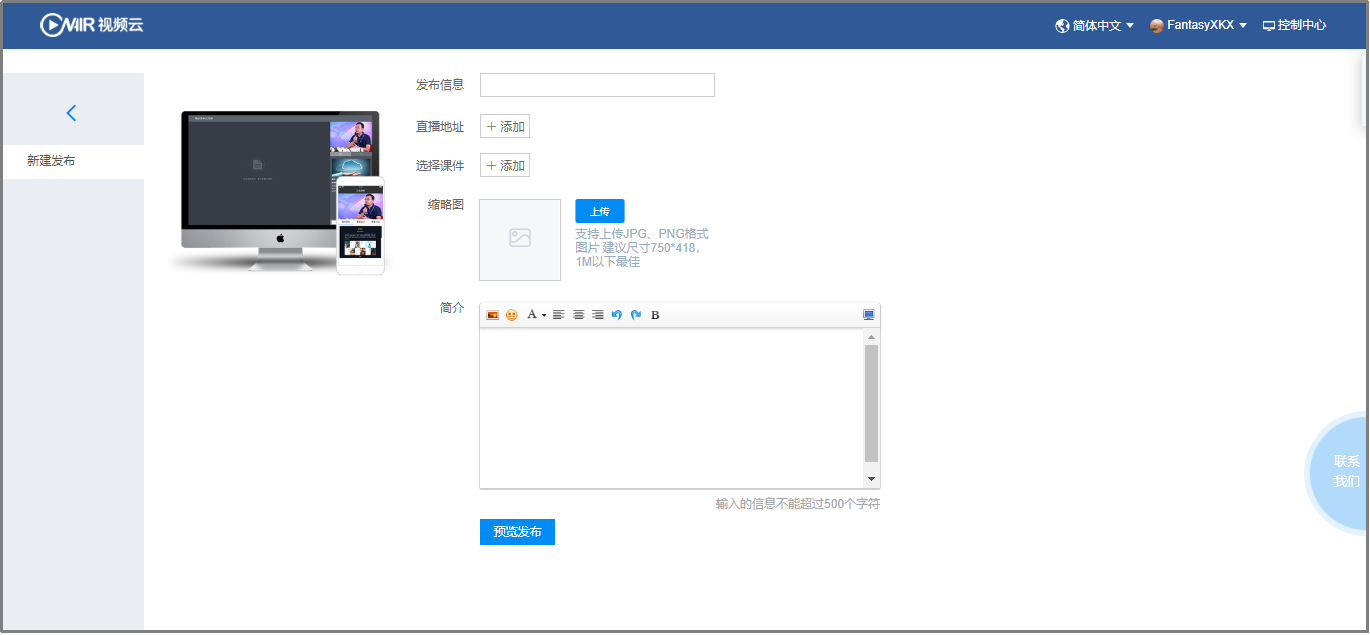 MIR 视频云
简体中文
FantasyXKX
控制中心
新建发布
发布信息
直播地址
+ 添加
选择课件
+ 添加
缩略图
上传
支持上传JPG、PNG格式
图片 建议尺寸750*418，
1M以下最佳
简介
A
B
输入的信息不能超过500个字符
预览发布
联系
我们